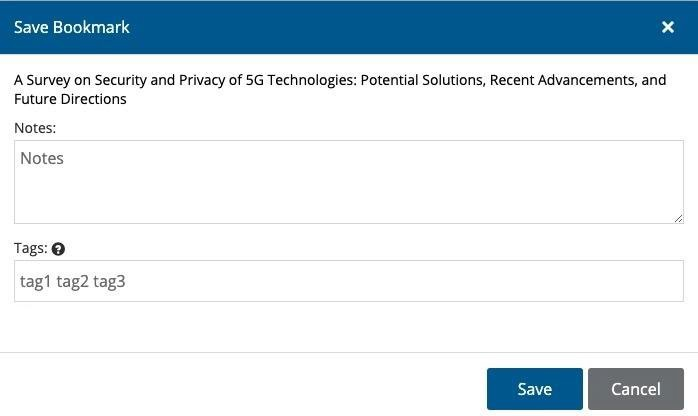 Save Bookmark
A Survey on Security and Privacy of 5G Technologies: Potential Solutions, Recent Advancements, and
Future Directions
Notes:
Notes
Tags:
tag1 tag2 tag3
Save
Cancel